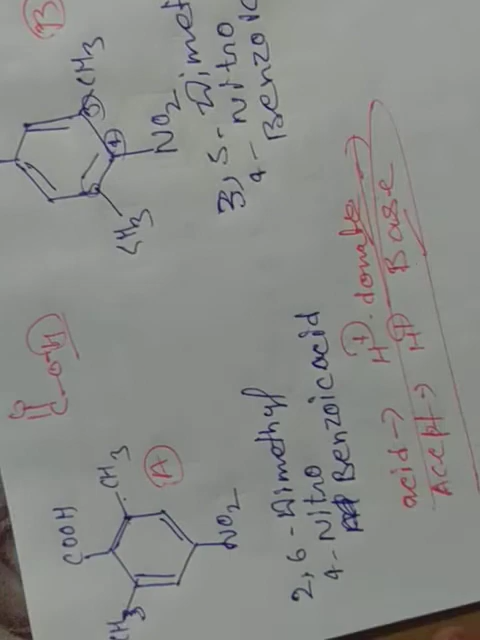 COOH
CH3
CH3
NO2
A
2,6-Dimethyl
4-Nitro
Benzoic acid
C-O-H
B
CH3
CH3
NO2
3,5-Dimet
4-Nitro
Benzoic
acid → H+ donate
Accept → H+ Base